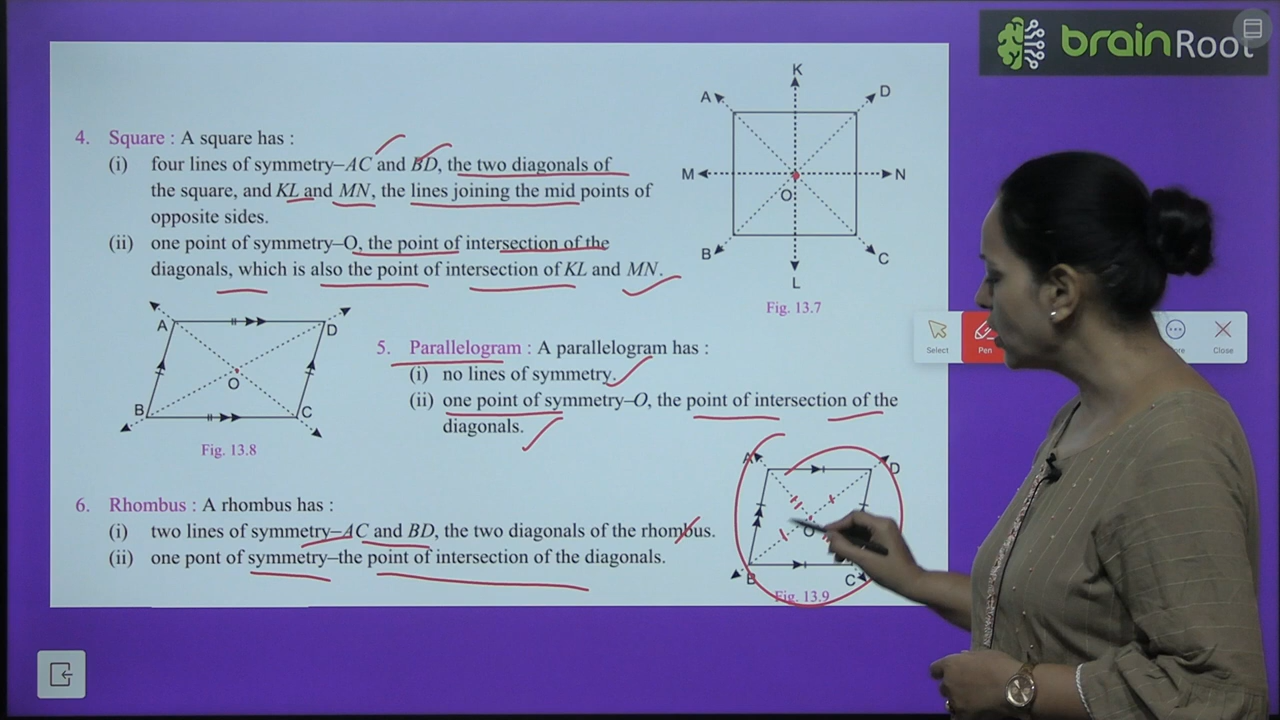 brainRoot
4. Square : A square has :
(i) four lines of symmetry–AC and BD, the two diagonals of
the square, and KL and MN, the lines joining the mid points of
opposite sides.
(ii) one point of symmetry–O, the point of intersection of the
diagonals, which is also the point of intersection of KL and MN.
K
A
D
M
N
O
B
C
L
Fig. 13.7
A
D
O
B
C
Fig. 13.8
5. Parallelogram : A parallelogram has :
(i) no lines of symmetry.
(ii) one point of symmetry–O, the point of intersection of the
diagonals.
6. Rhombus : A rhombus has :
(i) two lines of symmetry–AC and BD, the two diagonals of the rhombus.
(ii) one pont of symmetry–the point of intersection of the diagonals.
A
D
O
B
C
Fig. 13.9
Select
Pen
Close